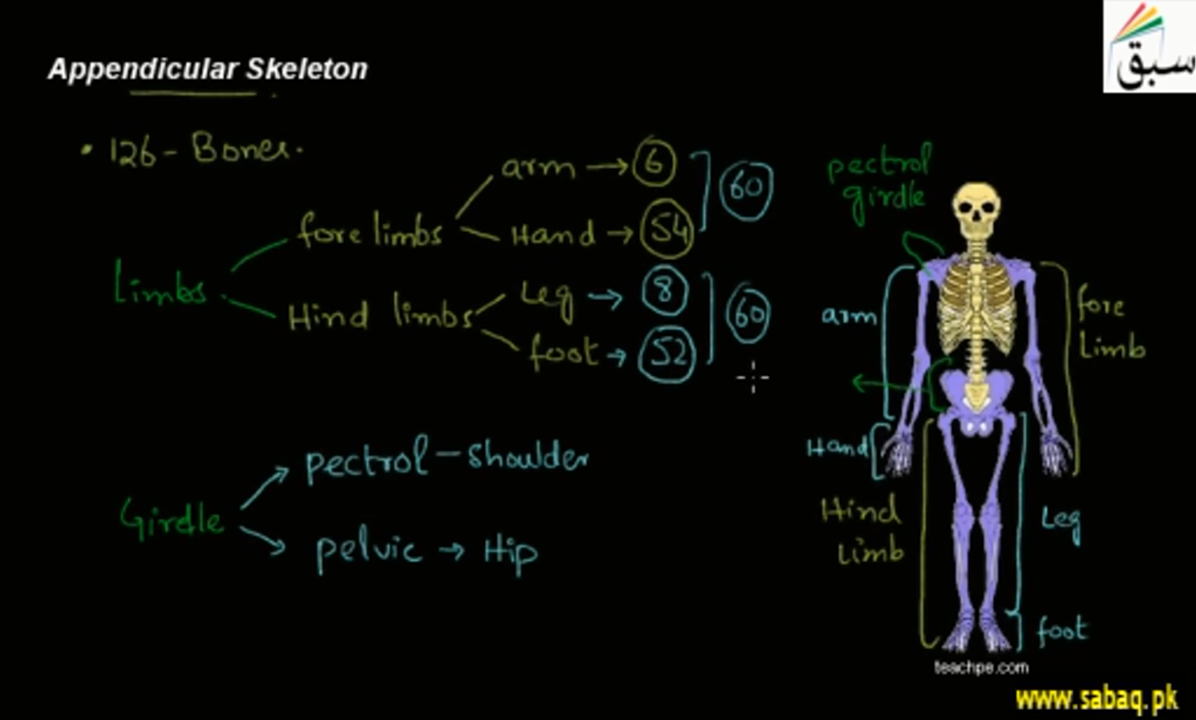 سبق
Appendicular Skeleton
• 126 - Bones.
Limbs
fore limbs
arm → 6
Hand → 54
60
Hind limbs
Leg → 8
foot → 52
60
Girdle
pectrol - shoulder
pelvic → Hip
pectrol
girdle
arm
fore
Limb
Hand
Hind
Limb
Leg
foot
teachpe.com
www.sabaq.pk